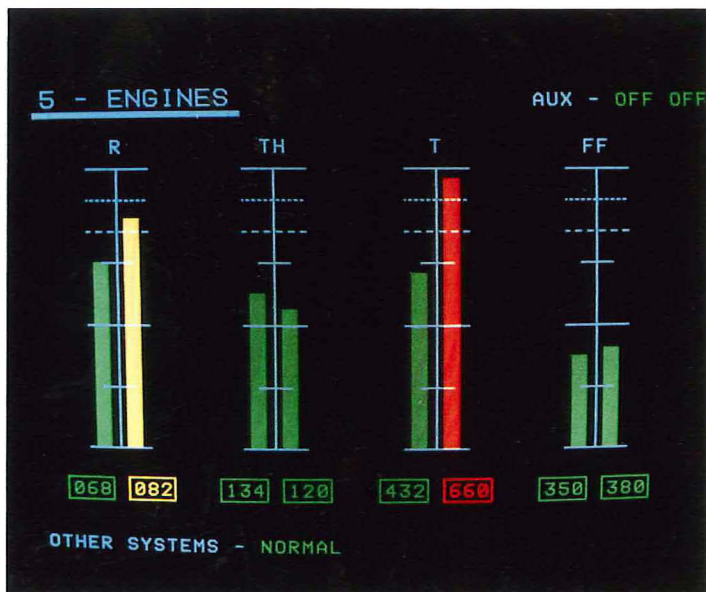 5 - ENGINES AUX - OFF OFF
R TH T FF
068 082 134 120 432 660 350 380
OTHER SYSTEMS - NORMAL